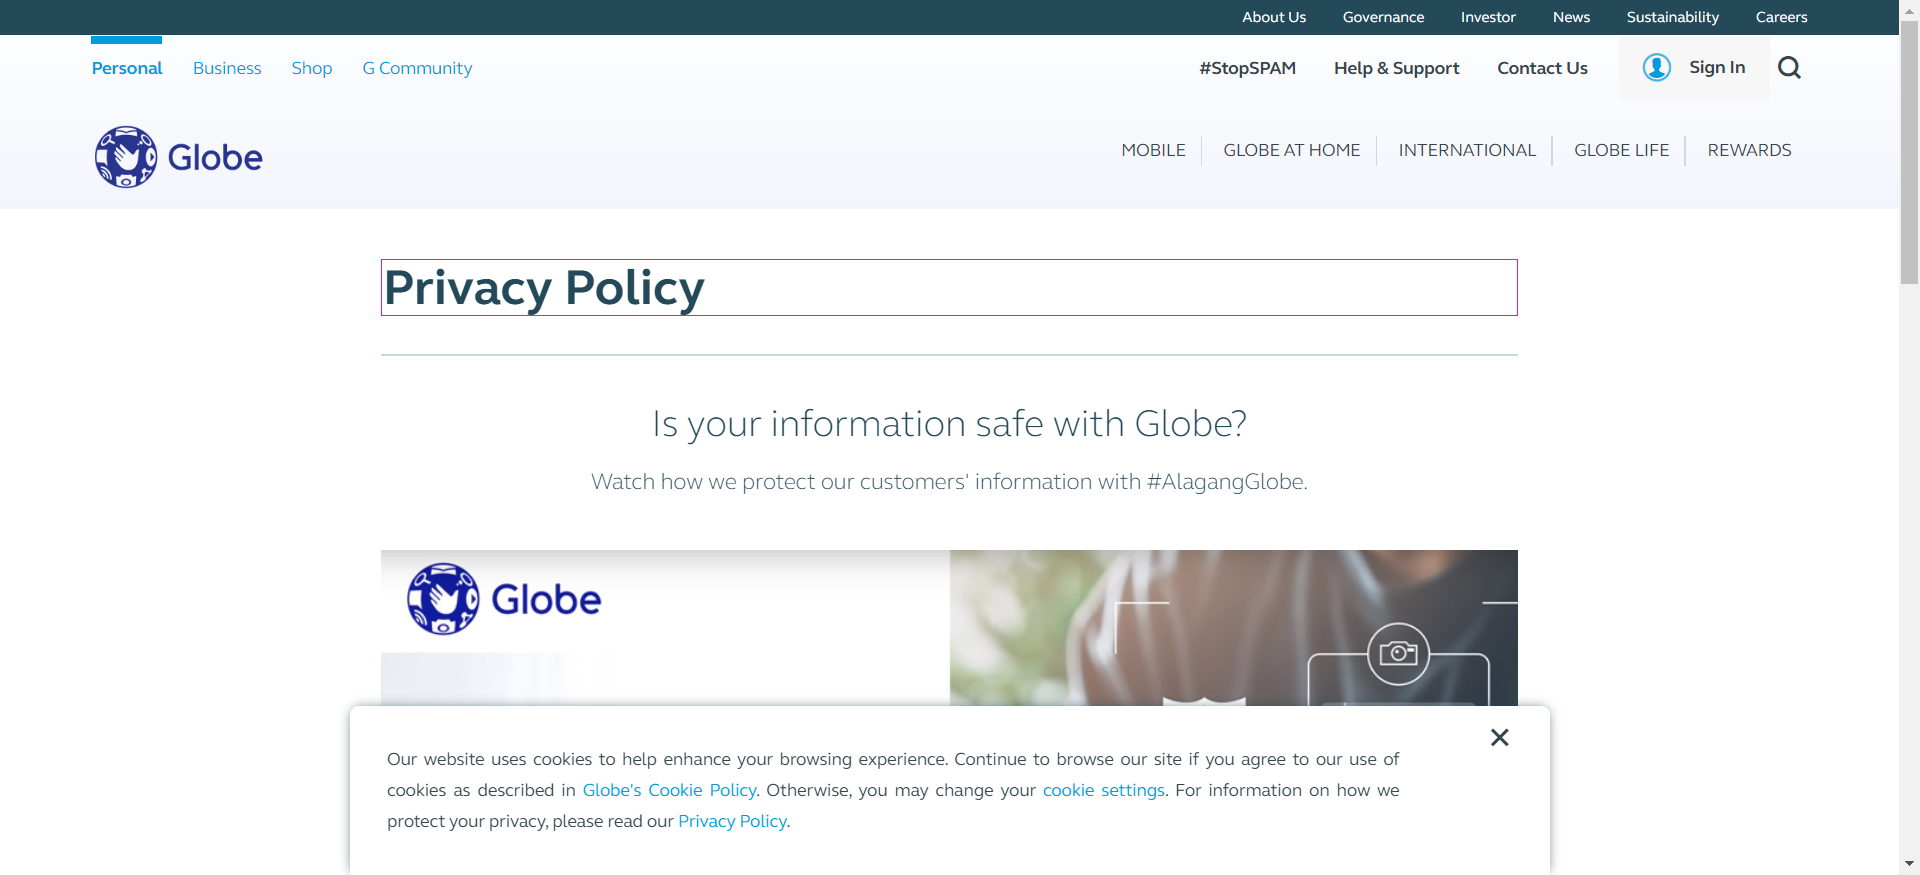 About Us Governance Investor News Sustainability Careers
Personal Business Shop G Community #StopSPAM Help & Support Contact Us Sign In
Globe MOBILE GLOBE AT HOME INTERNATIONAL GLOBE LIFE REWARDS
Privacy Policy
Is your information safe with Globe?
Watch how we protect our customers' information with #AlagangGlobe.
Globe
Our website uses cookies to help enhance your browsing experience. Continue to browse our site if you agree to our use of
cookies as described in Globe's Cookie Policy. Otherwise, you may change your cookie settings. For information on how we
protect your privacy, please read our Privacy Policy.